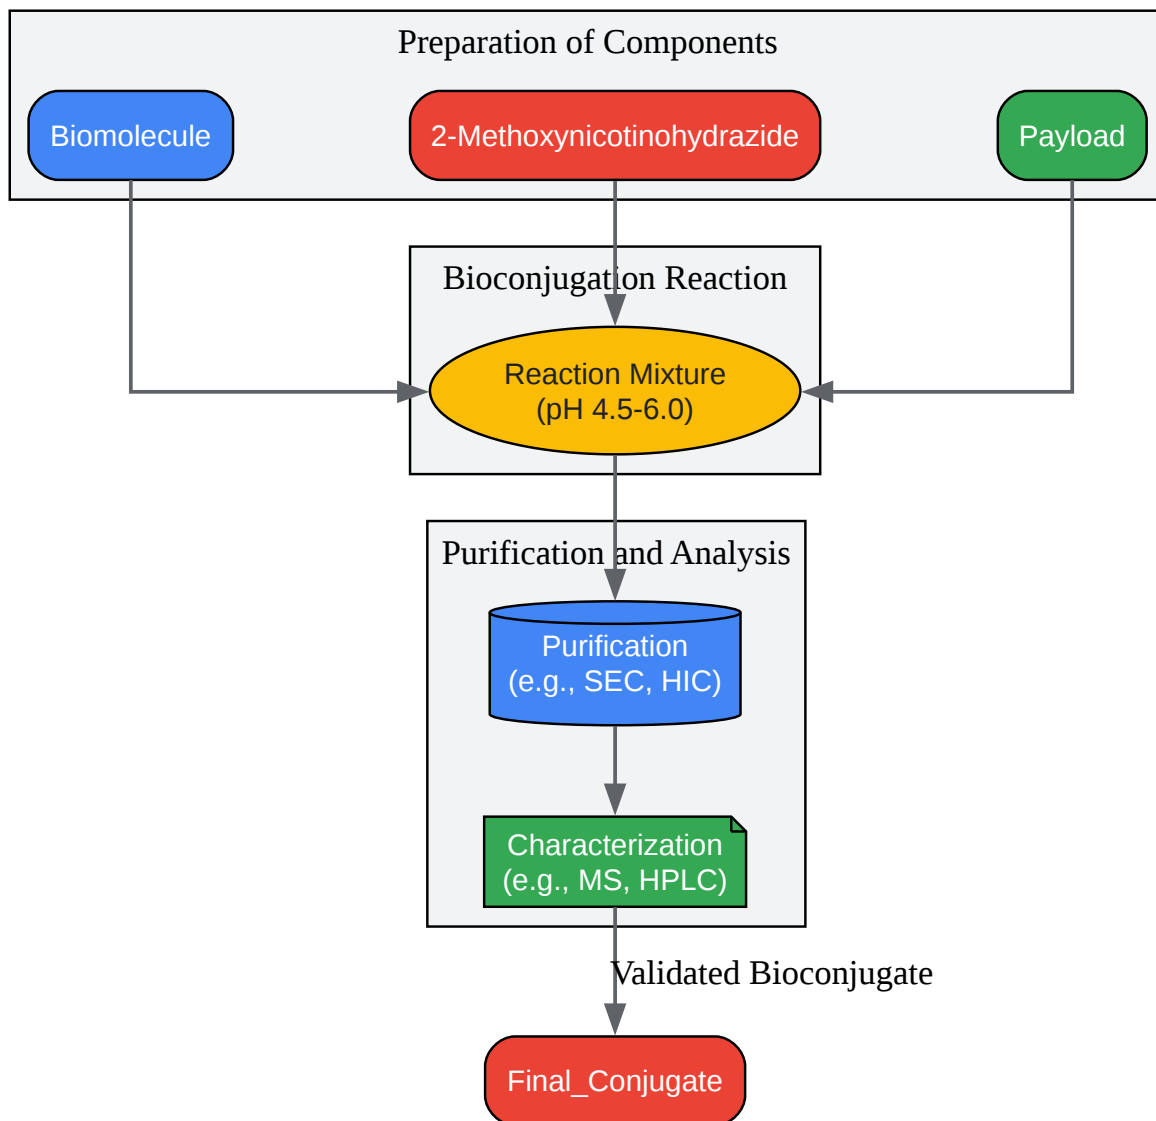 Preparation of Components
Biomolecule
2-Methoxynicotinohydrazide
Payload
Bioconjugation Reaction
Reaction Mixture
(pH 4.5-6.0)
Purification and Analysis
Purification
(e.g., SEC, HIC)
Characterization
(e.g., MS, HPLC)
Validated Bioconjugate
Final_Conjugate